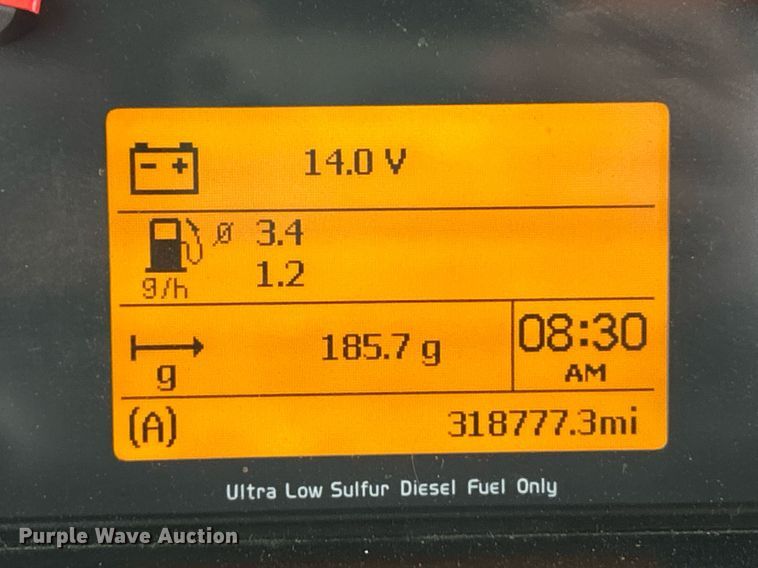 14.0 V
ø 3.4
g/h 1.2
g 185.7 g
08:30
AM
(A) 318777.3mi
Ultra Low Sulfur Diesel Fuel Only
Purple Wave Auction